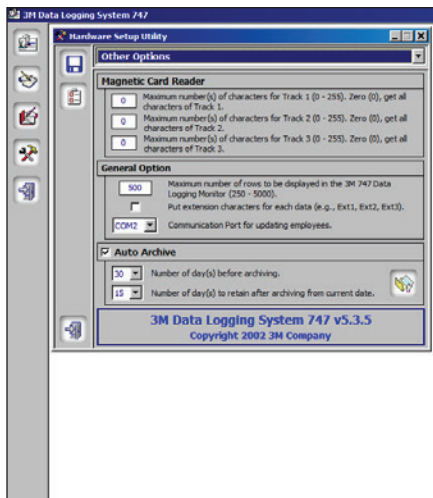 3M Data Logging System 747
Hardware Setup Utility
Other Options
Magnetic Card Reader
0 Maximum number(s) of characters for Track 1 (0 - 255). Zero (0), get all
characters of Track 1.
0 Maximum number(s) of characters for Track 2 (0 - 255). Zero (0), get all
characters of Track 2.
0 Maximum number(s) of characters for Track 3 (0 - 255). Zero (0), get all
characters of Track 3.
General Option
500 Maximum number of rows to be displayed in the 3M 747 Data
Logging Monitor (250 - 5000).
Put extension characters for each data (e.g., Ext1, Ext2, Ext3).
COM2 Communication Port for updating employees.
Auto Archive
30 Number of day(s) before archiving.
15 Number of day(s) to retain after archiving from current date.
3M Data Logging System 747 v5.3.5
Copyright 2002 3M Company